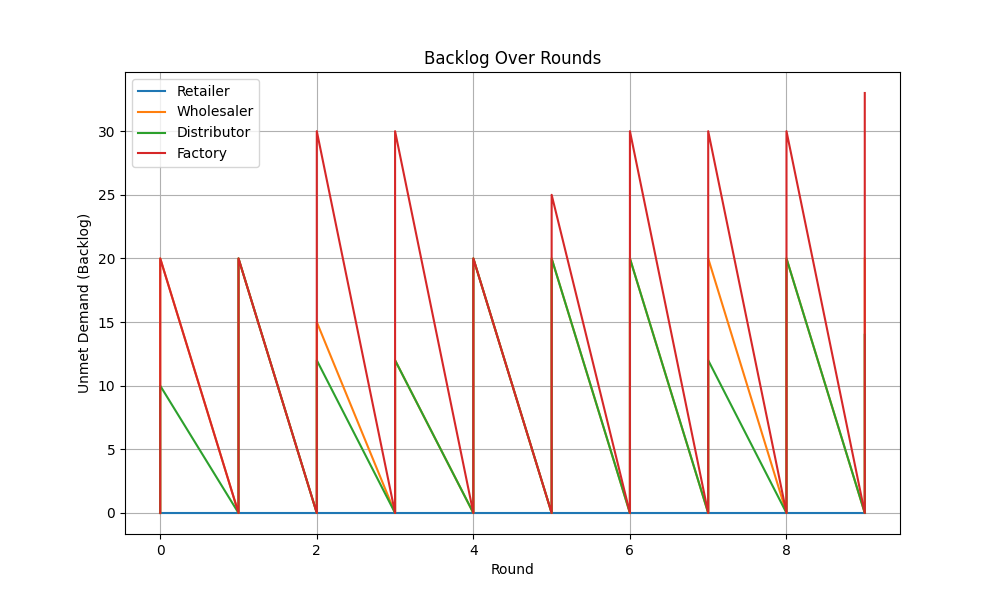 Backlog Over Rounds
Retailer
Wholesaler
Distributor
Factory
Unmet Demand (Backlog)
30
25
20
15
10
5
0
0 2 4 6 8
Round